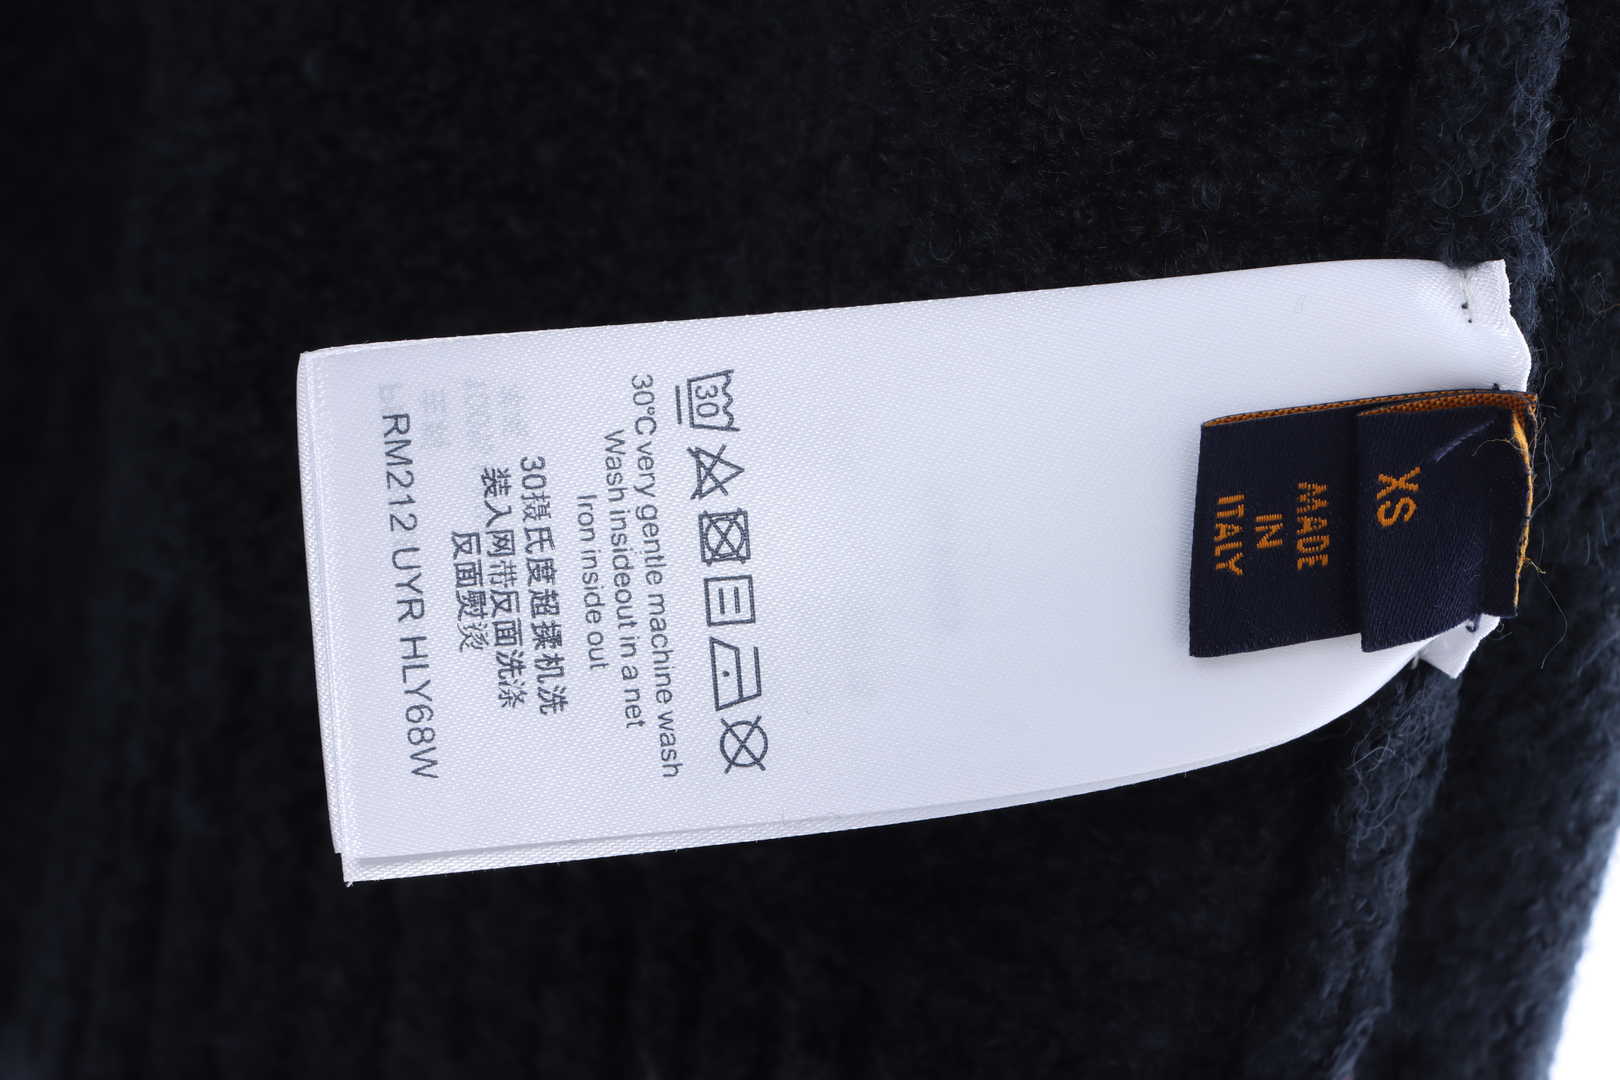 XS
MADE
IN
ITALY
30
30°C very gentle machine wash
Wash insideout in a net
Iron inside out
30摄氏度超揉机洗
装入网带反面洗涤
反面熨烫
RM212 UYR HLY68W